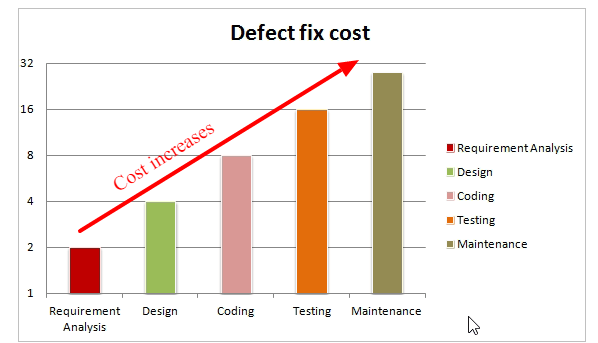 Defect fix cost
32
16
8
4
2
1
Cost increases
Requirement
Analysis
Design
Coding
Testing
Maintenance
Requirement Analysis
Design
Coding
Testing
Maintenance